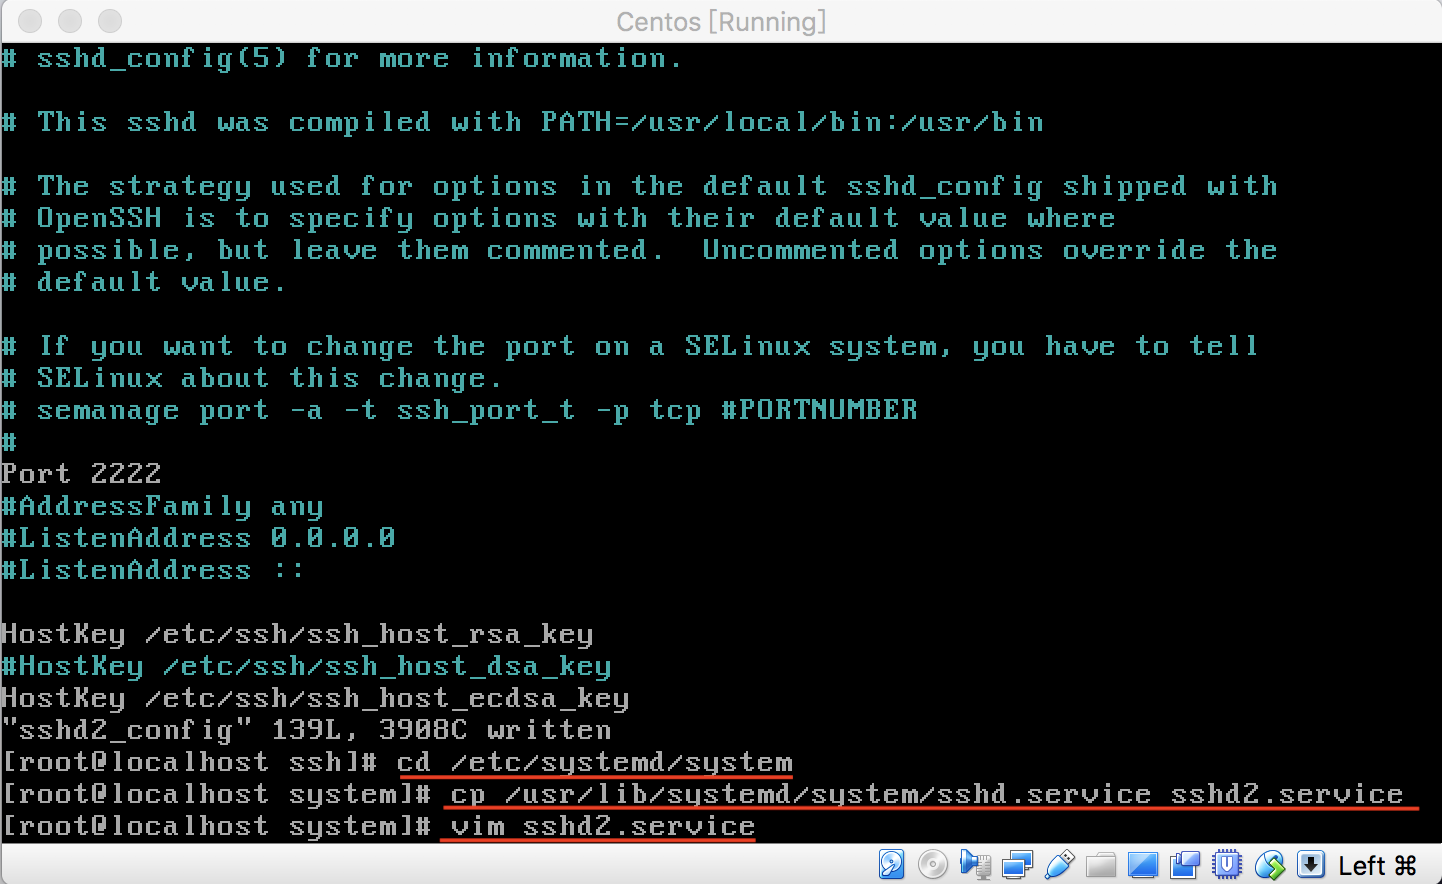 Centos [Running]
# sshd_config(5) for more information.
# This sshd was compiled with PATH=/usr/local/bin:/usr/bin
# The strategy used for options in the default sshd_config shipped with
# OpenSSH is to specify options with their default value where
# possible, but leave them commented.  Uncommented options override the
# default value.
# If you want to change the port on a SELinux system, you have to tell
# SELinux about this change.
# semanage port -a -t ssh_port_t -p tcp #PORTNUMBER
#
Port 2222
#AddressFamily any
#ListenAddress 0.0.0.0
#ListenAddress ::
HostKey /etc/ssh/ssh_host_rsa_key
#HostKey /etc/ssh/ssh_host_dsa_key
HostKey /etc/ssh/ssh_host_ecdsa_key
"sshd2_config" 139L, 3908C written
[root@localhost ssh]# cd /etc/systemd/system
[root@localhost system]# cp /usr/lib/systemd/system/sshd.service sshd2.service
[root@localhost system]# vim sshd2.service
Left ⌘